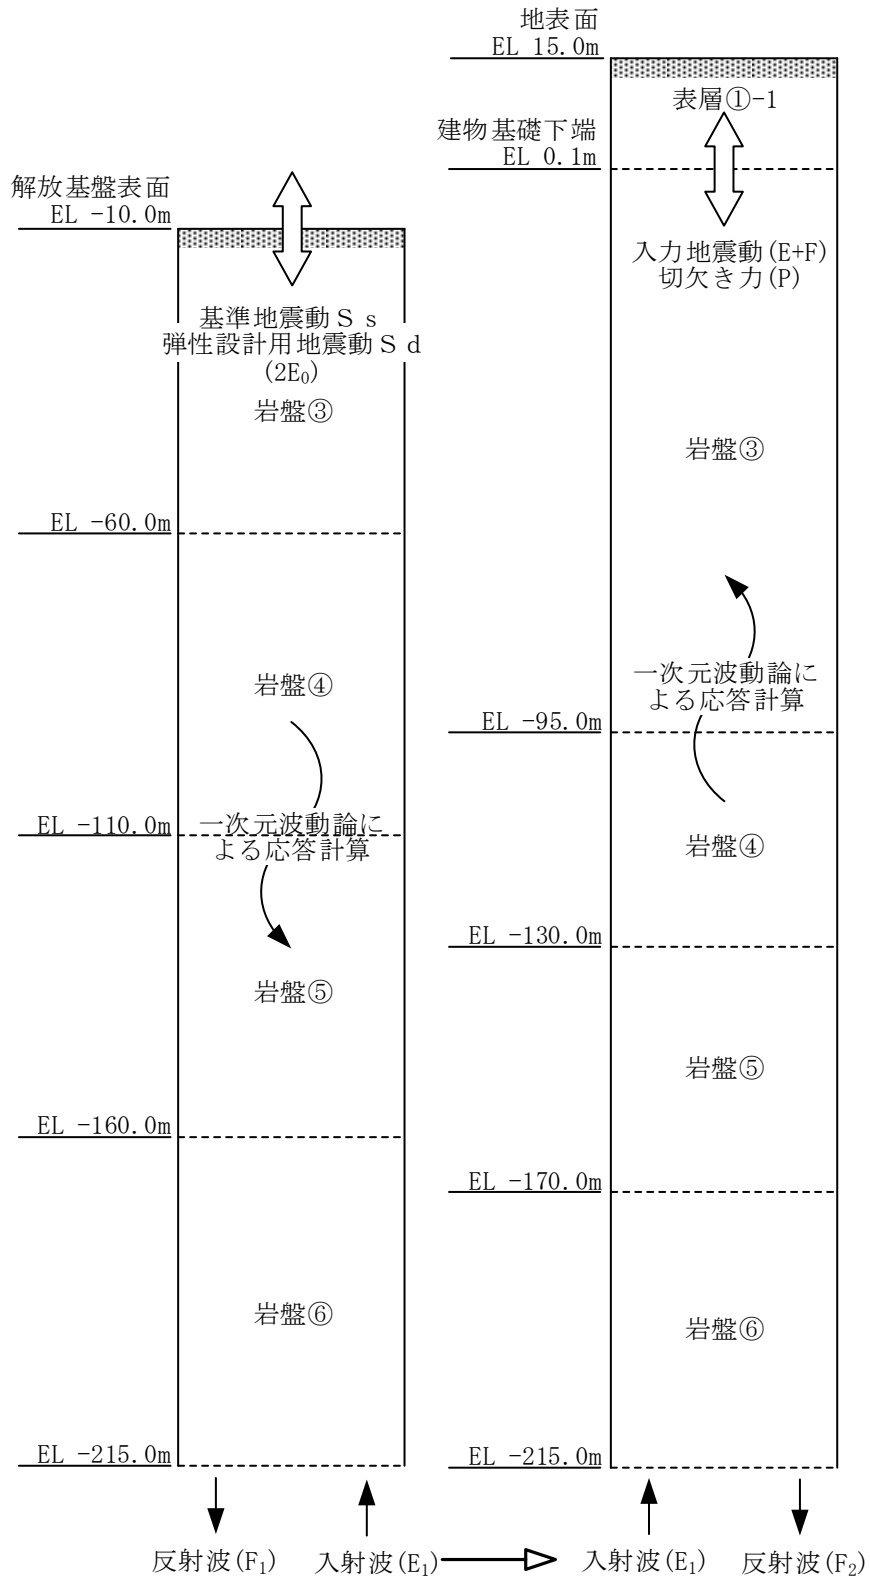 解放基盤表面
EL -10.0m
基準地震動Ｓｓ
弾性設計用地震動Ｓｄ
(2E₀)
岩盤③
EL -60.0m
岩盤④
EL -110.0m
一次元波動論に
よる応答計算
岩盤⑤
EL -160.0m
岩盤⑥
EL -215.0m
反射波(F₁)
入射波(E₁)
地表面
EL 15.0m
表層①-1
建物基礎下端
EL 0.1m
入力地震動(E+F)
切欠き力(P)
岩盤③
一次元波動論に
よる応答計算
EL -95.0m
岩盤④
EL -130.0m
岩盤⑤
EL -170.0m
岩盤⑥
EL -215.0m
入射波(E₁)
反射波(F₂)